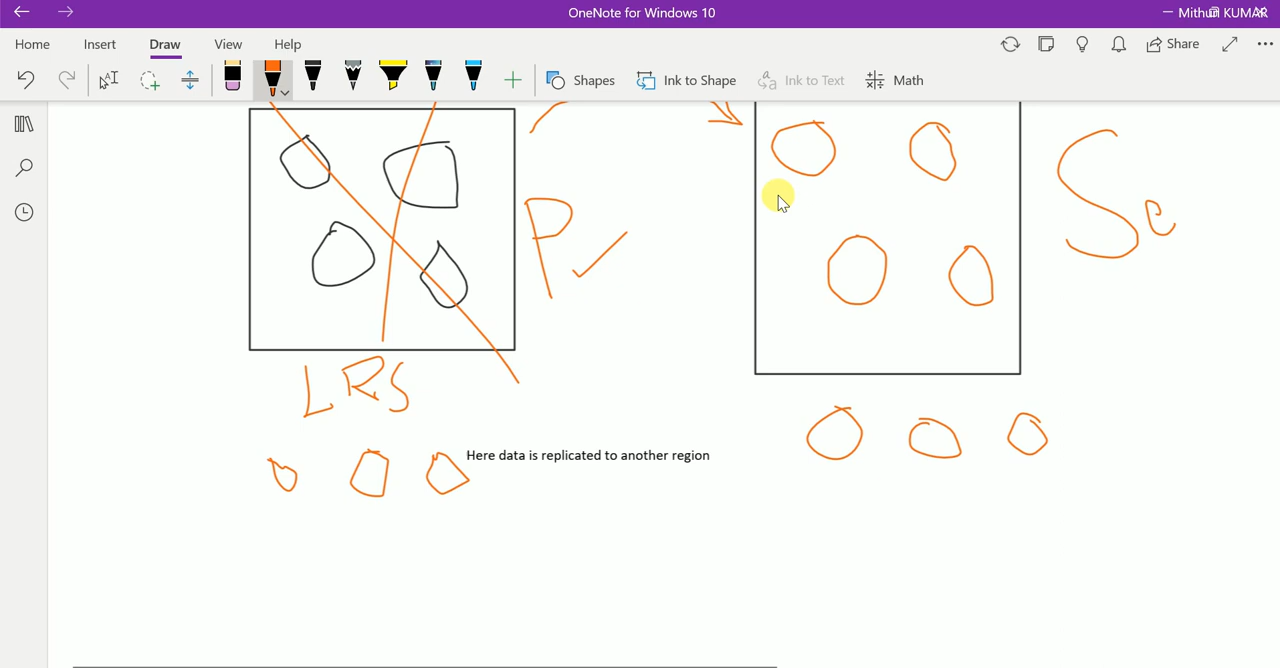 OneNote for Windows 10
Mithun KUMAR
Home Insert Draw View Help
Share
Shapes Ink to Shape Ink to Text Math
P
Se
LRS
Here data is replicated to another region